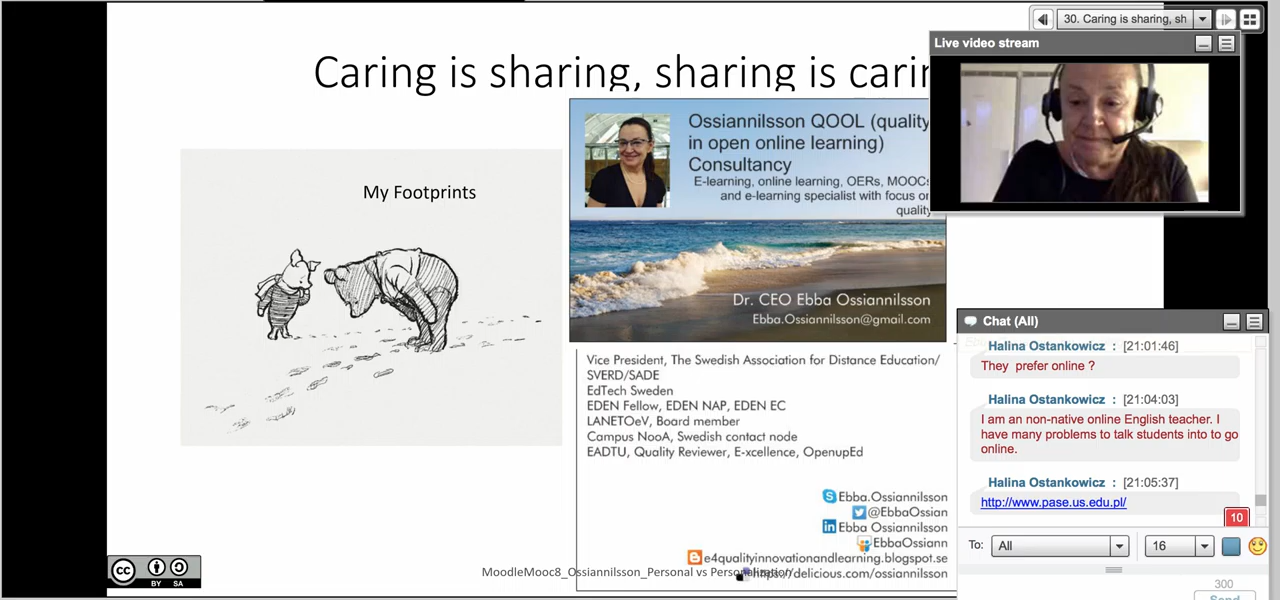 Caring is sharing, sharing is carin
My Footprints
Ossiannilsson QOOL (quality
in open online learning)
Consultancy
E-learning, online learning, OERs, MOOCs
and e-learning specialist with focus on
quality
Dr. CEO Ebba Ossiannilsson
Ebba.Ossiannilsson@gmail.com
Vice President, The Swedish Association for Distance Education/
SVERD/SADE
EdTech Sweden
EDEN Fellow, EDEN NAP, EDEN EC
LANETOeV, Board member
Campus NooA, Swedish contact node
EADTU, Quality Reviewer, E-xcellence, OpenupEd
Ebba.Ossiannilsson
@EbbaOssian
Ebba Ossiannilsson
EbbaOssiann
e4qualityinnovationandlearning.blogspot.se
https://delicious.com/ossiannilsson
MoodleMooc8_Ossiannilsson_Personal vs Personalization
cc BY SA
30. Caring is sharing, sh
Live video stream
Chat (All)
Halina Ostankowicz : [21:01:46]
They prefer online ?
Halina Ostankowicz : [21:04:03]
I am an non-native online English teacher. I
have many problems to talk students into to go
online.
Halina Ostankowicz : [21:05:37]
http://www.pase.us.edu.pl/
10
To: All 16
300
Send